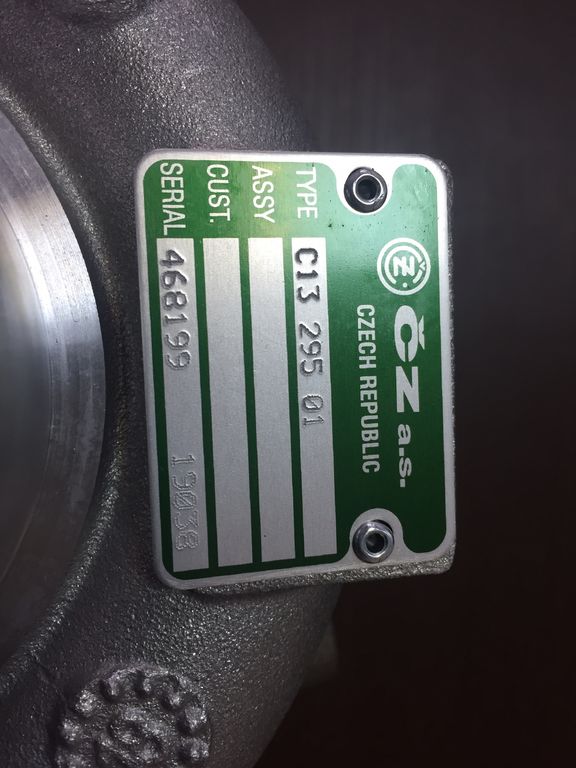 ČZ a.s.
CZECH REPUBLIC
TYPE C13 295 01
ASSY
CUST.
SERIAL 468199 19038